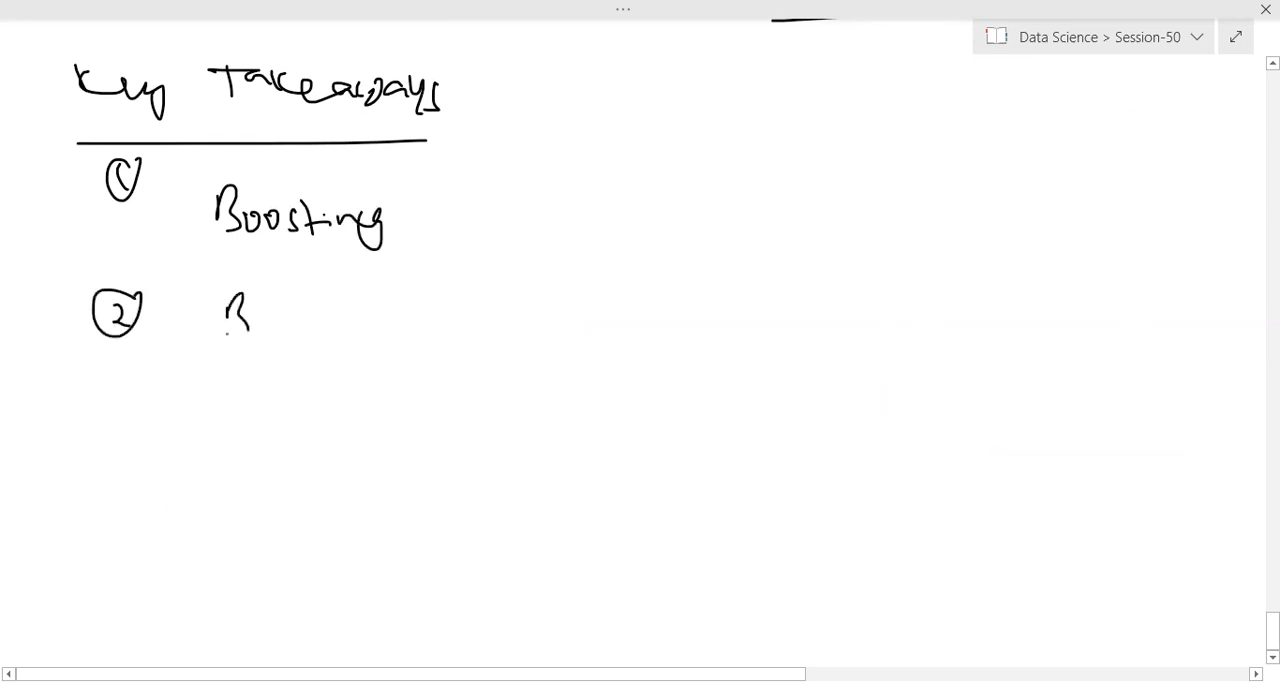 Data Science > Session-50
Key Takeaways
① Boosting
② B